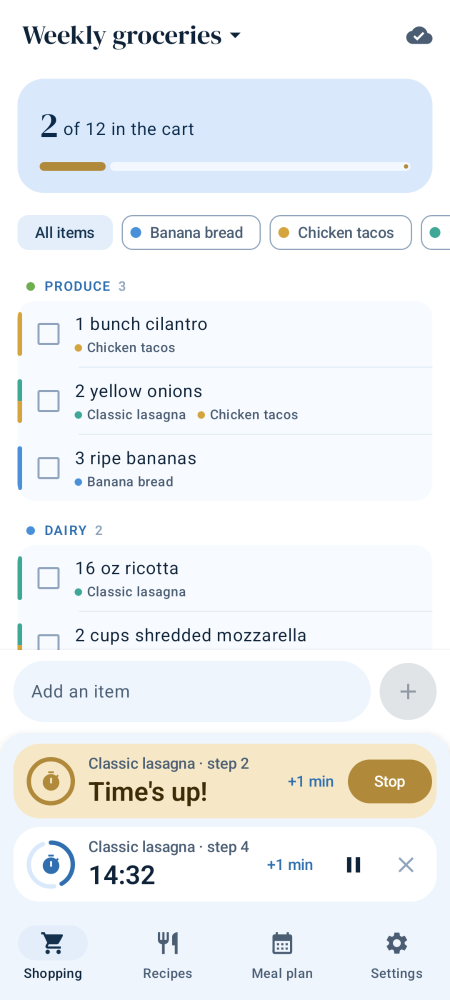 Weekly groceries
2 of 12 in the cart
All items
Banana bread
Chicken tacos
PRODUCE 3
1 bunch cilantro
Chicken tacos
2 yellow onions
Classic lasagna Chicken tacos
3 ripe bananas
Banana bread
DAIRY 2
16 oz ricotta
Classic lasagna
2 cups shredded mozzarella
Add an item
Classic lasagna · step 2
Time's up!
+1 min
Stop
Classic lasagna · step 4
14:32
+1 min
Shopping
Recipes
Meal plan
Settings